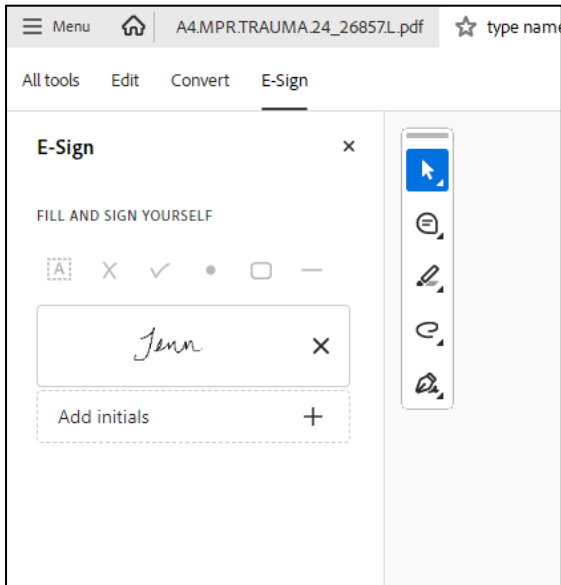 Menu A4.MPR.TRAUMA.24_26857.L.pdf type name
All tools Edit Convert E-Sign
E-Sign
FILL AND SIGN YOURSELF
A
Jenn
Add initials